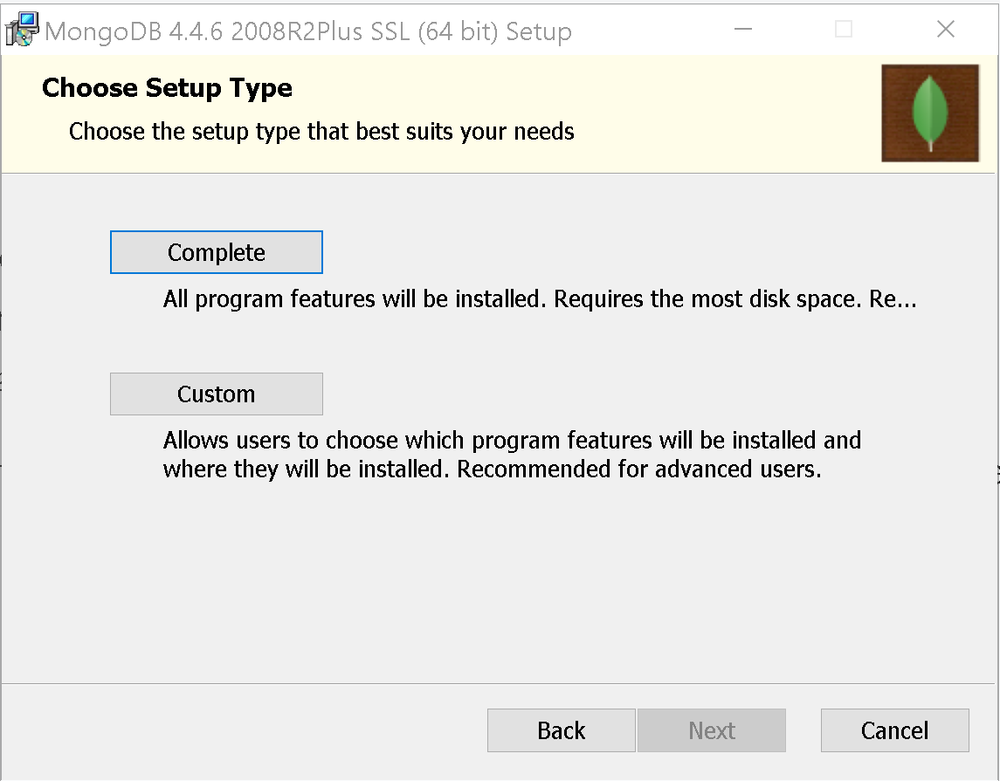 MongoDB 4.4.6 2008R2Plus SSL (64 bit) Setup
Choose Setup Type
Choose the setup type that best suits your needs
Complete
All program features will be installed. Requires the most disk space. Re...
Custom
Allows users to choose which program features will be installed and
where they will be installed. Recommended for advanced users.
Back Next Cancel